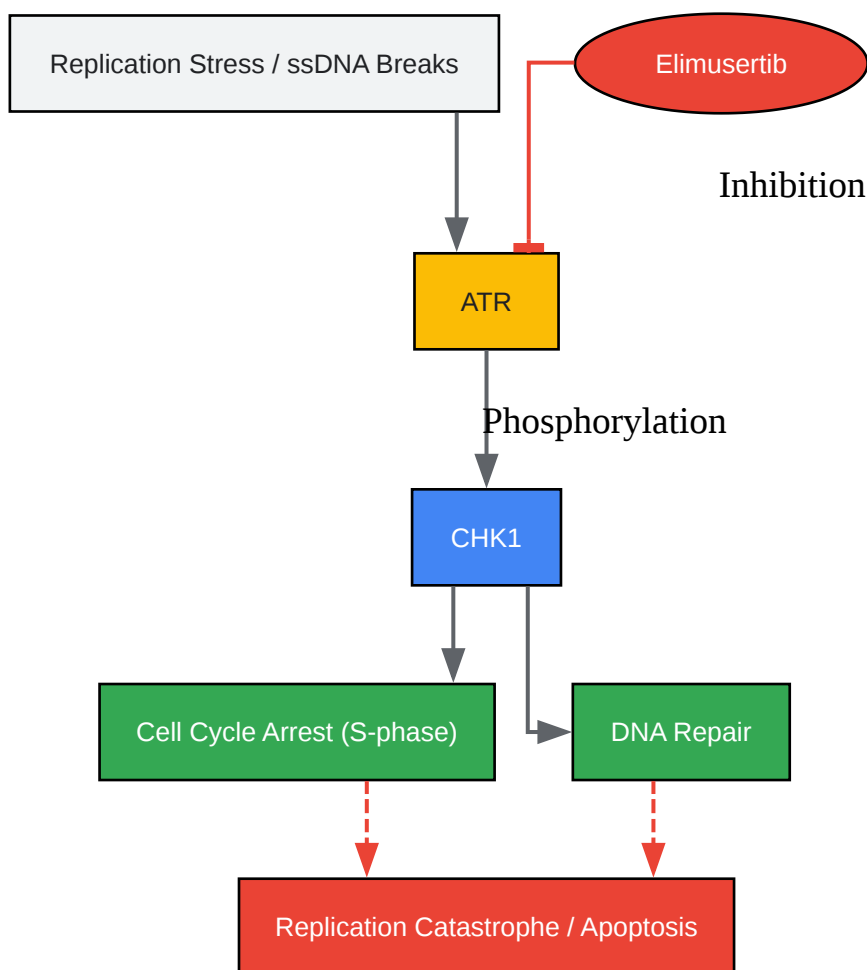 Replication Stress / ssDNA Breaks
Elimusertib
Inhibition
ATR
Phosphorylation
CHK1
Cell Cycle Arrest (S-phase)
DNA Repair
Replication Catastrophe / Apoptosis